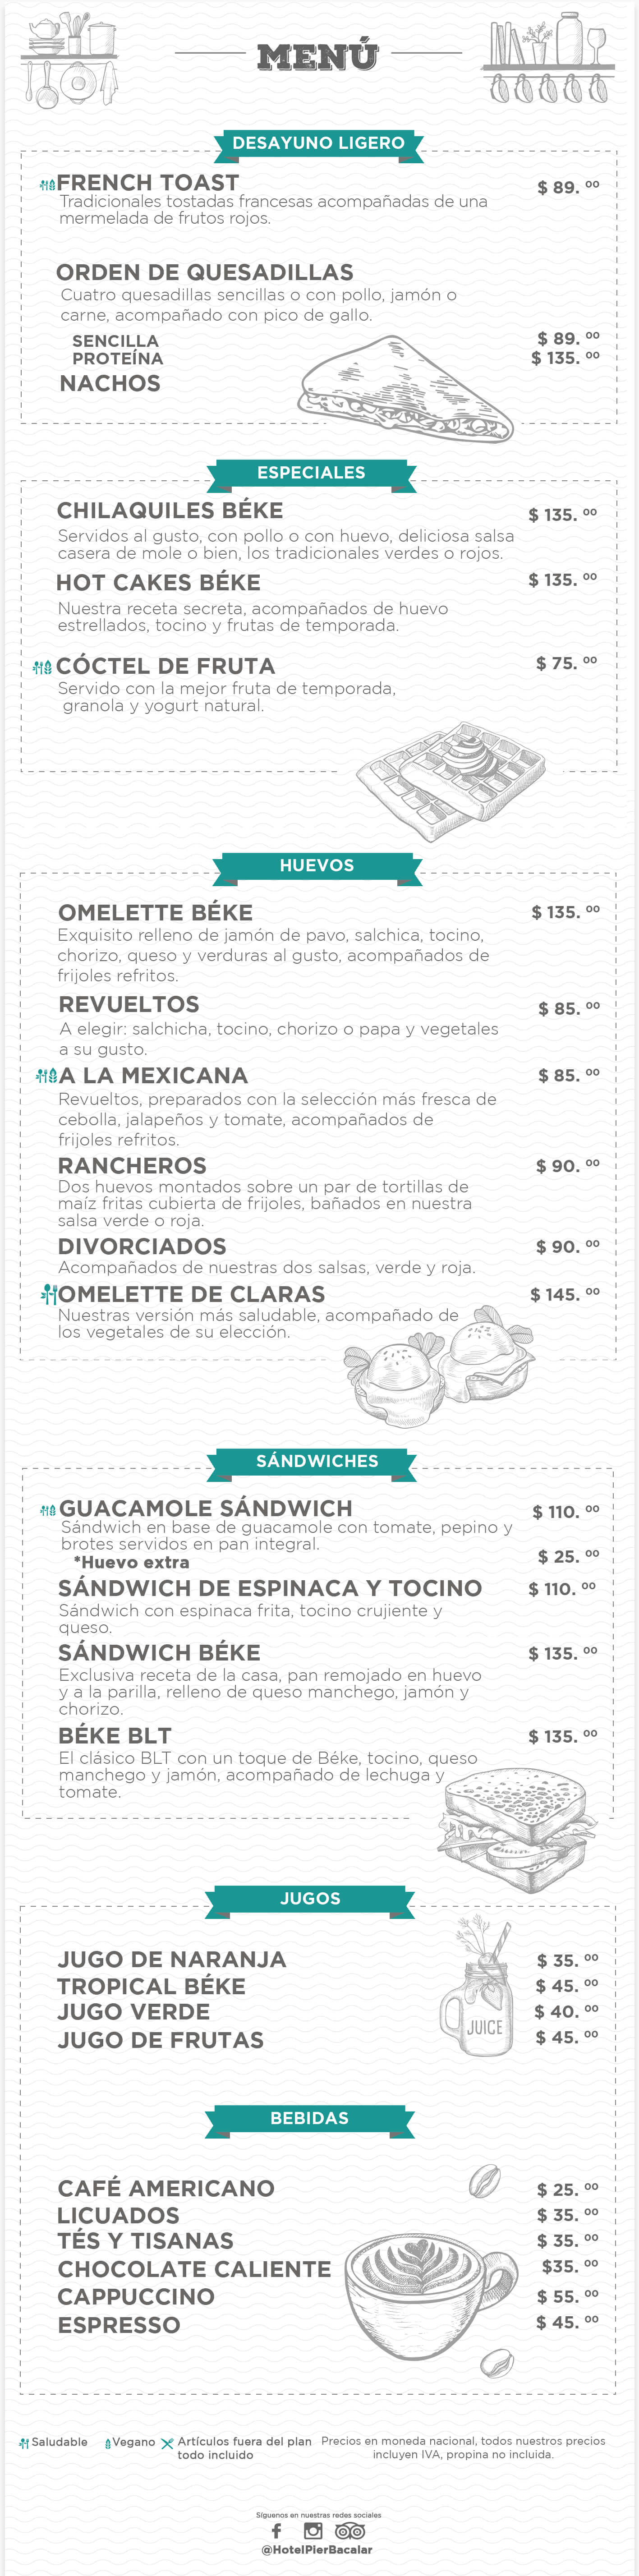 MENÚ
DESAYUNO LIGERO
FRENCH TOAST $ 89. 00
Tradicionales tostadas francesas acompañadas de una
mermelada de frutos rojos.
ORDEN DE QUESADILLAS
Cuatro quesadillas sencillas o con pollo, jamón o
carne, acompañado con pico de gallo.
SENCILLA $ 89. 00
PROTEÍNA $ 135. 00
NACHOS
ESPECIALES
CHILAQUILES BÉKE $ 135. 00
Servidos al gusto, con pollo o con huevo, deliciosa salsa
casera de mole o bien, los tradicionales verdes o rojos.
HOT CAKES BÉKE $ 135. 00
Nuestra receta secreta, acompañados de huevo
estrellados, tocino y frutas de temporada.
CÓCTEL DE FRUTA $ 75. 00
Servido con la mejor fruta de temporada,
granola y yogurt natural.
HUEVOS
OMELETTE BÉKE $ 135. 00
Exquisito relleno de jamón de pavo, salchica, tocino,
chorizo, queso y verduras al gusto, acompañados de
frijoles refritos.
REVUELTOS $ 85. 00
A elegir: salchicha, tocino, chorizo o papa y vegetales
a su gusto.
A LA MEXICANA $ 85. 00
Revueltos, preparados con la selección más fresca de
cebolla, jalapeños y tomate, acompañados de
frijoles refritos.
RANCHEROS $ 90. 00
Dos huevos montados sobre un par de tortillas de
maíz fritas cubierta de frijoles, bañados en nuestra
salsa verde o roja.
DIVORCIADOS $ 90. 00
Acompañados de nuestras dos salsas, verde y roja.
OMELETTE DE CLARAS $ 145. 00
Nuestras versión más saludable, acompañado de
los vegetales de su elección.
SÁNDWICHES
GUACAMOLE SÁNDWICH $ 110. 00
Sándwich en base de guacamole con tomate, pepino y
brotes servidos en pan integral.
*Huevo extra $ 25. 00
SÁNDWICH DE ESPINACA Y TOCINO $ 110. 00
Sándwich con espinaca frita, tocino crujiente y
queso.
SÁNDWICH BÉKE $ 135. 00
Exclusiva receta de la casa, pan remojado en huevo
y a la parilla, relleno de queso manchego, jamón y
chorizo.
BÉKE BLT $ 135. 00
El clásico BLT con un toque de Béke, tocino, queso
manchego y jamón, acompañado de lechuga y
tomate.
JUGOS
JUGO DE NARANJA $ 35. 00
TROPICAL BÉKE $ 45. 00
JUGO VERDE $ 40. 00
JUGO DE FRUTAS $ 45. 00
JUICE
BEBIDAS
CAFÉ AMERICANO $ 25. 00
LICUADOS $ 35. 00
TÉS Y TISANAS $ 35. 00
CHOCOLATE CALIENTE $35. 00
CAPPUCCINO $ 55. 00
ESPRESSO $ 45. 00
Saludable Vegano Artículos fuera del plan
todo incluido
Precios en moneda nacional, todos nuestros precios
incluyen IVA, propina no incluida.
Síguenos en nuestras redes sociales
@HotelPierBacalar